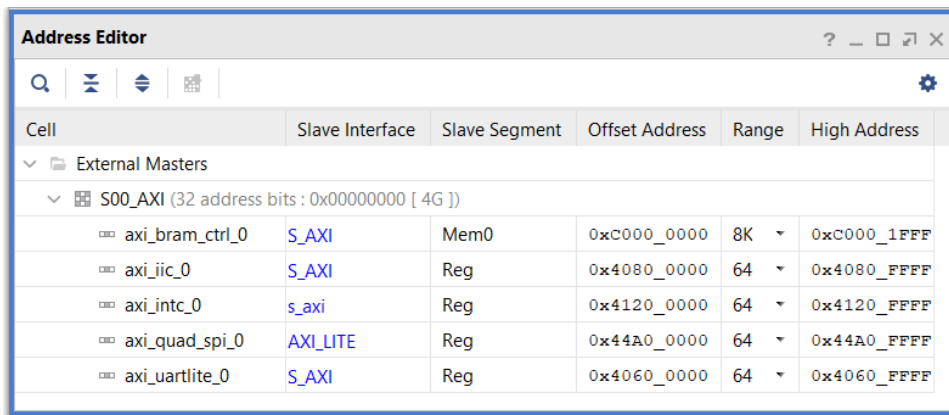 Address Editor
Cell Slave Interface Slave Segment Offset Address Range High Address
External Masters
S00_AXI (32 address bits : 0x00000000 [ 4G ])
axi_bram_ctrl_0 S_AXI Mem0 0xC000_0000 8K 0xC000_1FFF
axi_iic_0 S_AXI Reg 0x4080_0000 64 0x4080_FFFF
axi_intc_0 s_axi Reg 0x4120_0000 64 0x4120_FFFF
axi_quad_spi_0 AXI_LITE Reg 0x44A0_0000 64 0x44A0_FFFF
axi_uartlite_0 S_AXI Reg 0x4060_0000 64 0x4060_FFFF